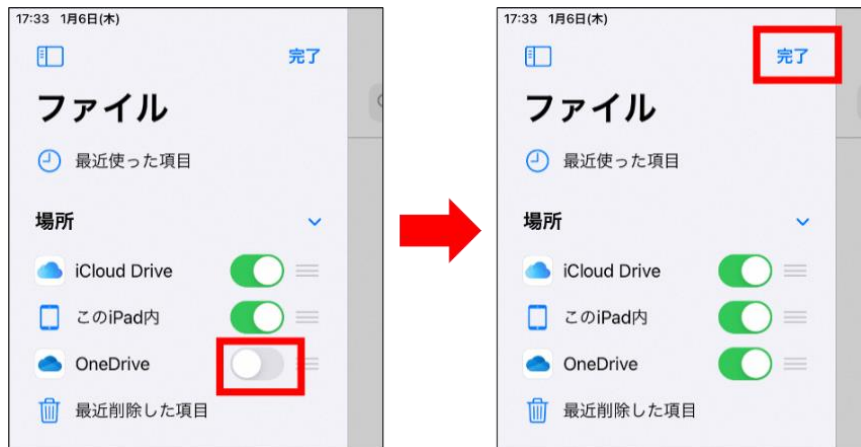 17:33 1月6日(木)
完了
ファイル
最近使った項目
場所
iCloud Drive
このiPad内
OneDrive
最近削除した項目
17:33 1月6日(木)
完了
ファイル
最近使った項目
場所
iCloud Drive
このiPad内
OneDrive
最近削除した項目